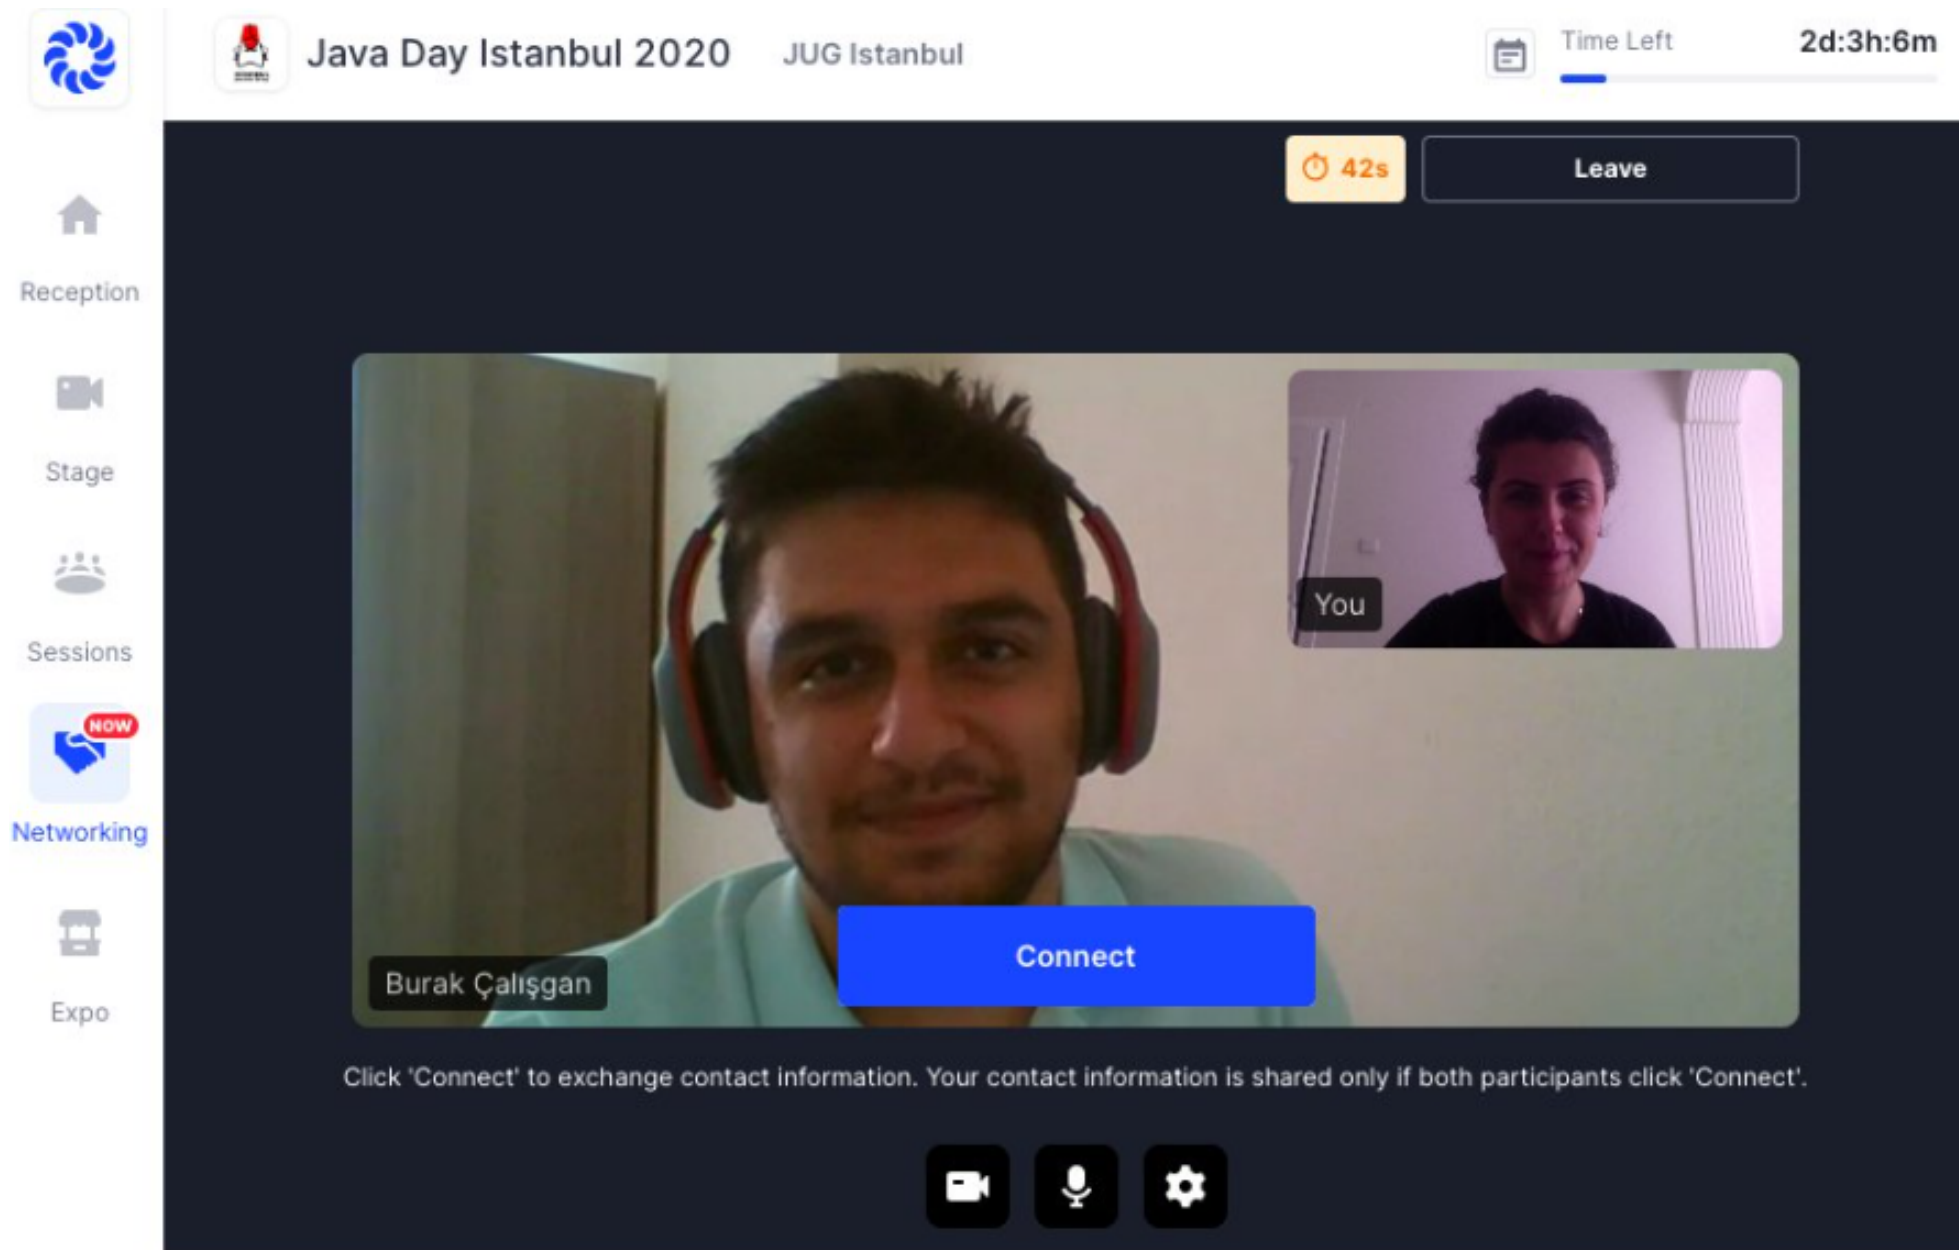 Java Day Istanbul 2020 JUG Istanbul
Time Left 2d:3h:6m
42s
Leave
Reception
Stage
Sessions
NOW
Networking
Expo
You
Burak Çalışgan
Connect
Click 'Connect' to exchange contact information. Your contact information is shared only if both participants click 'Connect'.